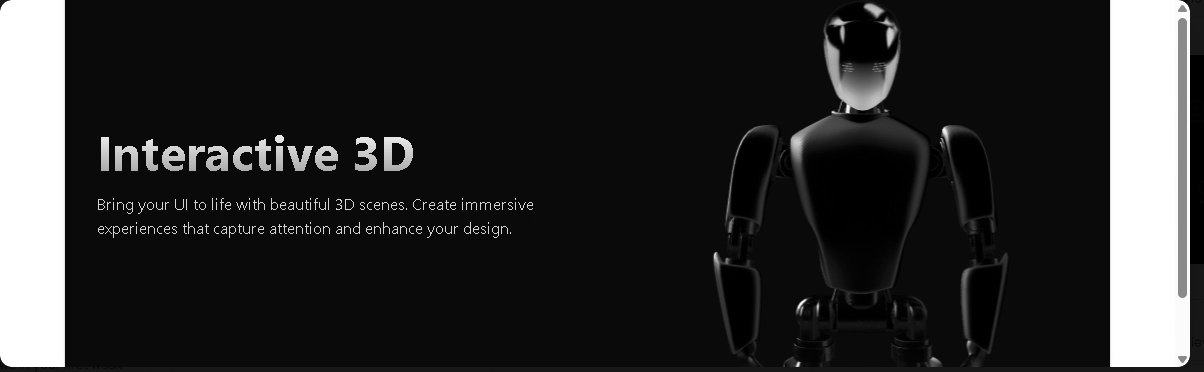 Interactive 3D
Bring your UI to life with beautiful 3D scenes. Create immersive
experiences that capture attention and enhance your design.